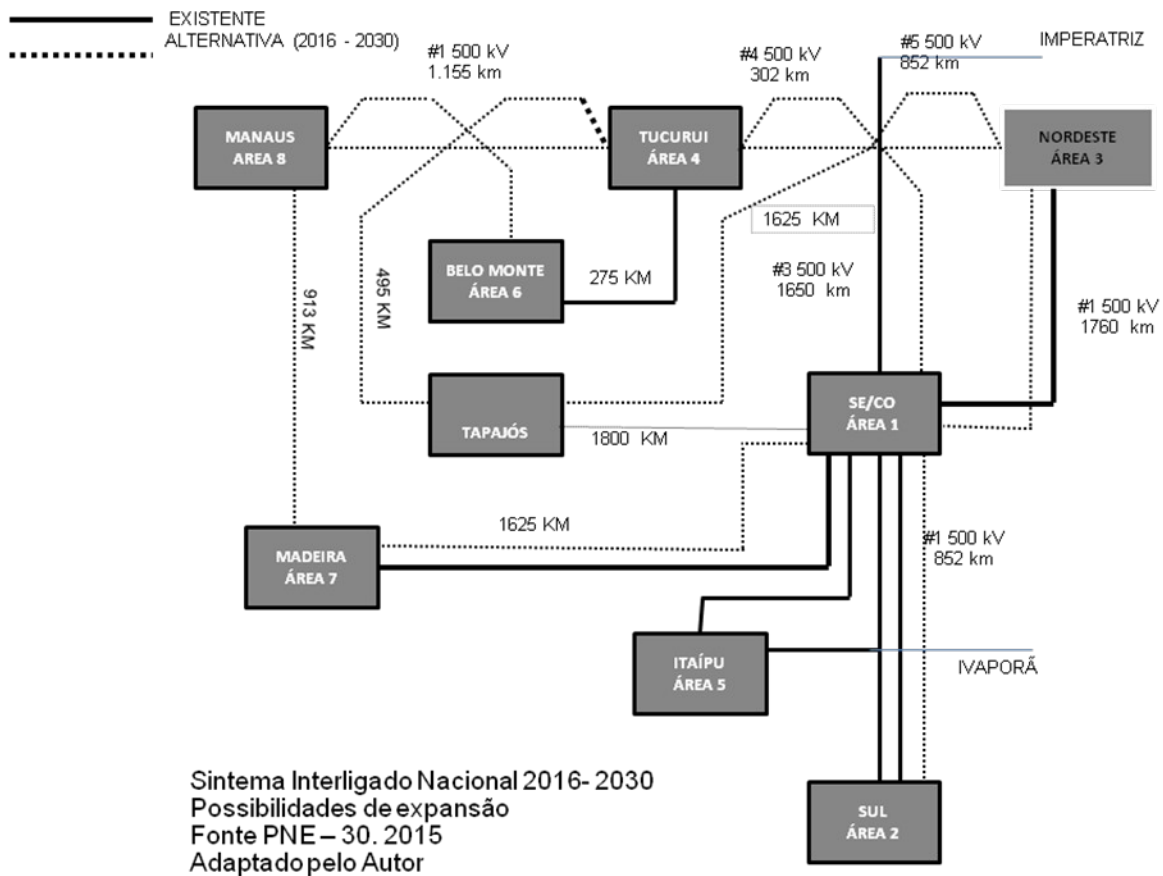 EXISTENTE
ALTERNATIVA (2016 - 2030)
#1 500 kV
1.155 km
#4 500 kV
302 km
#5 500 kV
852 km
IMPERATRIZ
MANAUS
AREA 8
TUCURUI
ÁREA 4
NORDESTE
ÁREA 3
1625 KM
BELO MONTE
ÁREA 6
275 KM
#3 500 kV
1650 km
913 KM
495 KM
#1 500 kV
1760 km
TAPAJÓS
1800 KM
SE/CO
ÁREA 1
1625 KM
#1 500 kV
852 km
MADEIRA
ÁREA 7
ITAÍPU
ÁREA 5
IVAPORÃ
Sintema Interligado Nacional 2016- 2030
Possibilidades de expansão
Fonte PNE – 30. 2015
Adaptado pelo Autor
SUL
ÁREA 2